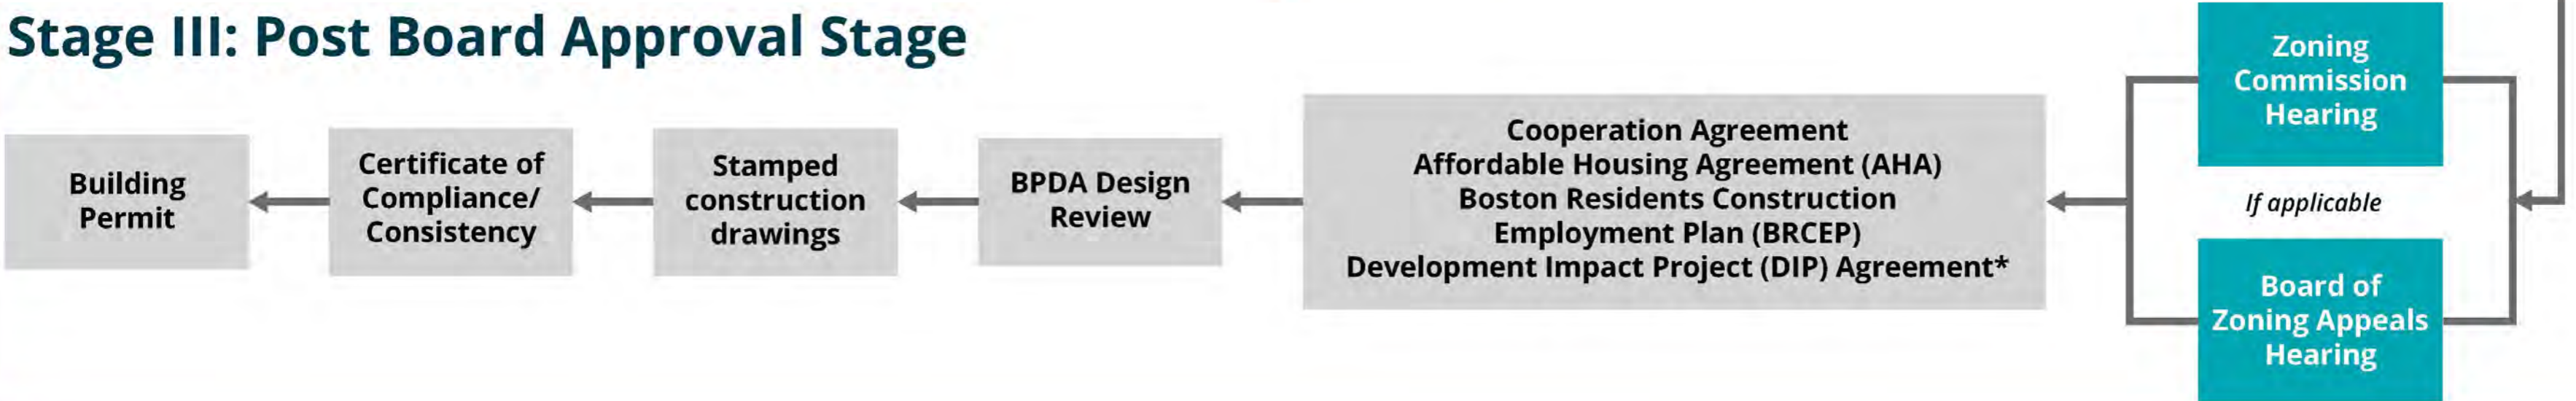 Stage III: Post Board Approval Stage
Building
Permit
Certificate of
Compliance/
Consistency
Stamped
construction
drawings
BPDA Design
Review
Cooperation Agreement
Affordable Housing Agreement (AHA)
Boston Residents Construction
Employment Plan (BRCEP)
Development Impact Project (DIP) Agreement*
Zoning
Commission
Hearing
If applicable
Board of
Zoning Appeals
Hearing